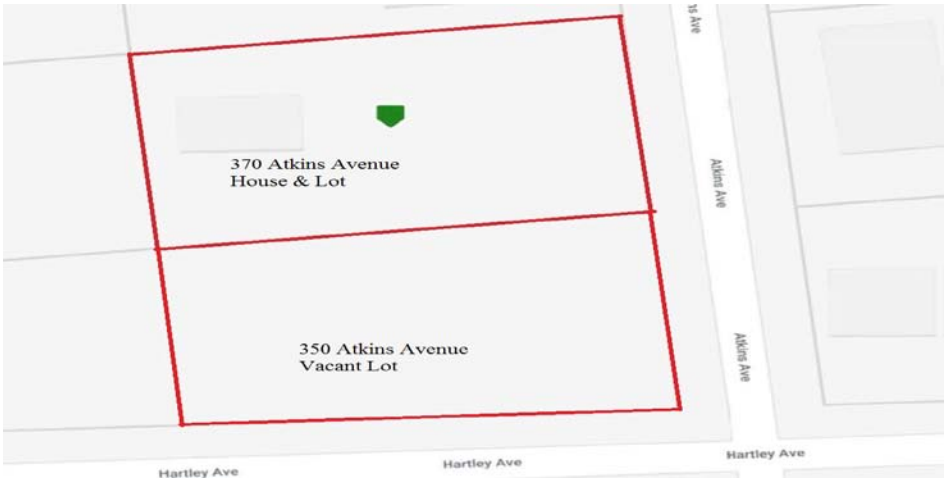 ns Ave
370 Atkins Avenue
House & Lot
Atkins Ave
350 Atkins Avenue
Vacant Lot
Atkins Ave
Hartley Ave
Hartley Ave
Hartley Ave